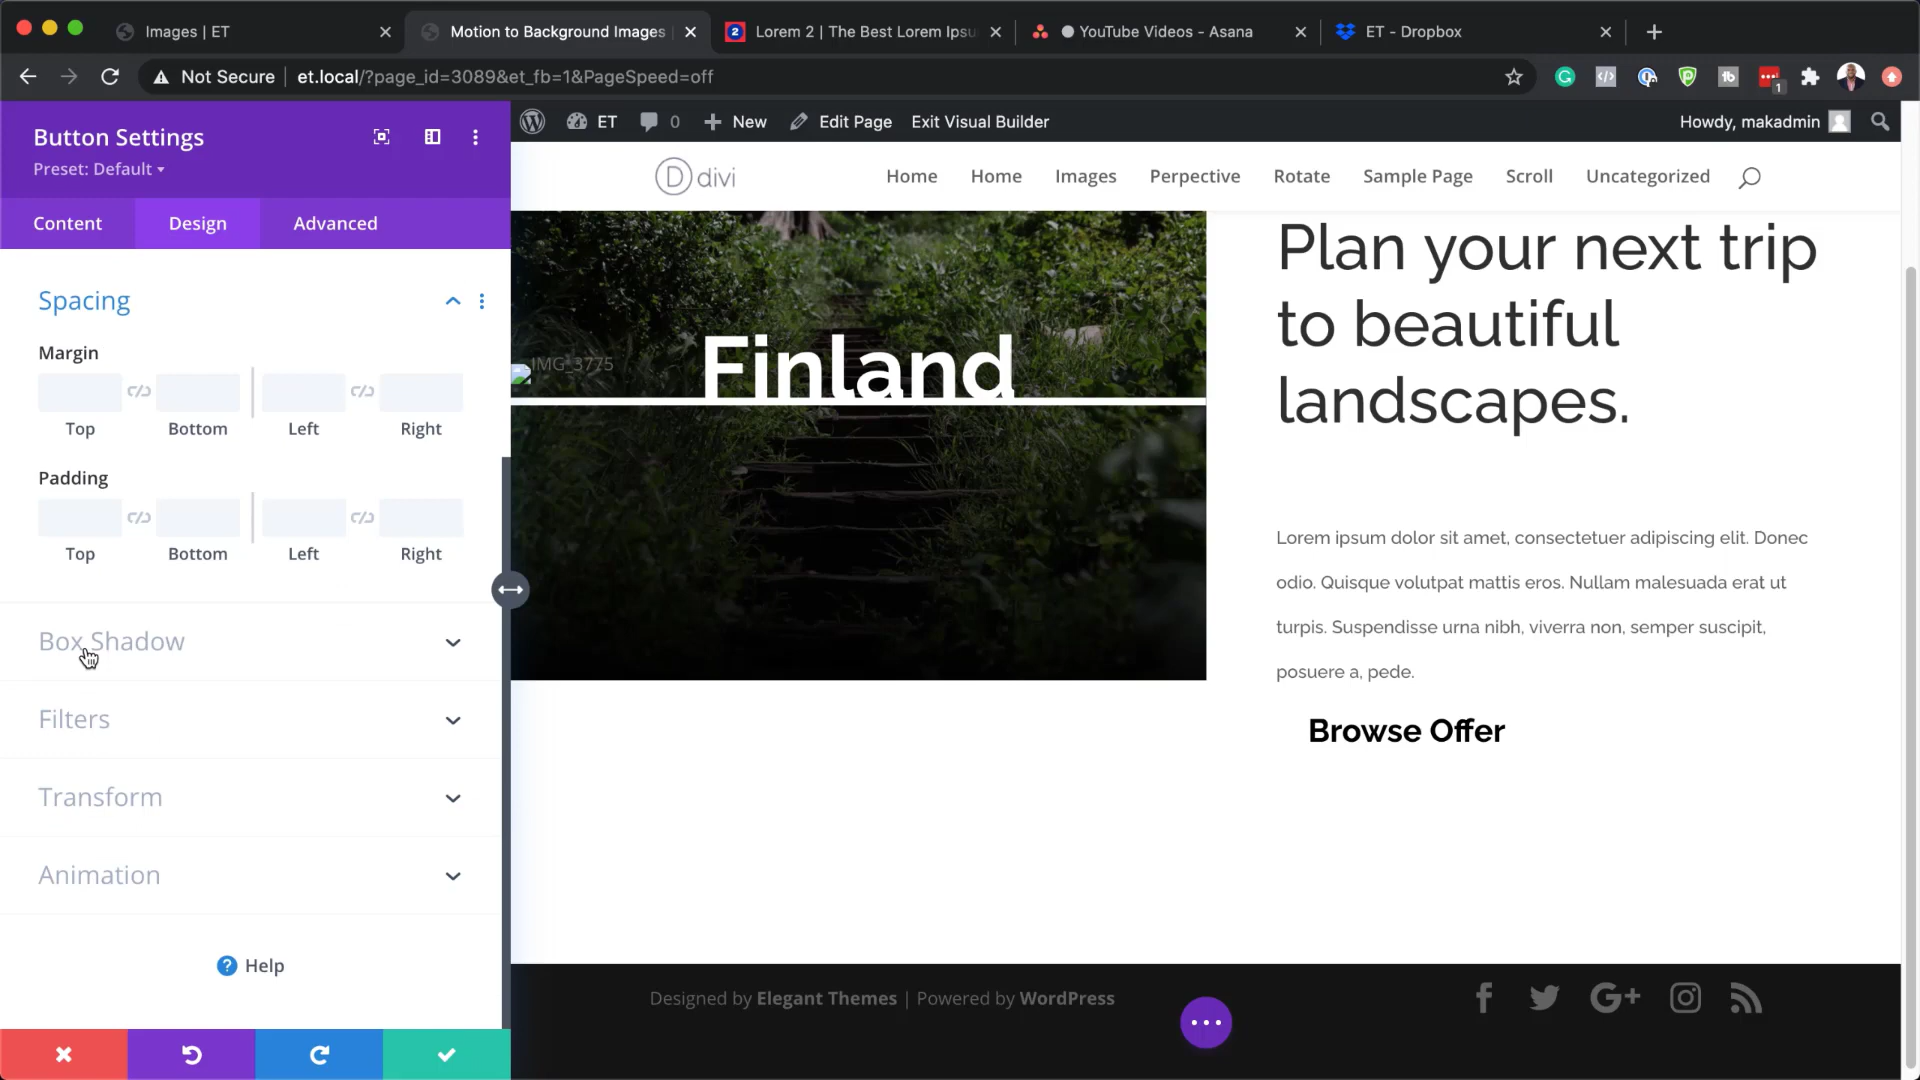 Images | ET
Motion to Background Images
Lorem 2 | The Best Lorem Ipsu
YouTube Videos - Asana
ET - Dropbox
Not Secure
et.local/?page_id=3089&et_fb=1&PageSpeed=off
1
Button Settings
Preset: Default
Content
Design
Advanced
Spacing
Margin
Top
Bottom
Left
Right
Padding
Top
Bottom
Left
Right
Box Shadow
Filters
Transform
Animation
? Help
ET
0
New
Edit Page
Exit Visual Builder
Howdy, makadmin
D divi
Home
Home
Images
Perpective
Rotate
Sample Page
Scroll
Uncategorized
IMG_3775
Finland
Plan your next trip
to beautiful
landscapes.
Lorem ipsum dolor sit amet, consectetuer adipiscing elit. Donec
odio. Quisque volutpat mattis eros. Nullam malesuada erat ut
turpis. Suspendisse urna nibh, viverra non, semper suscipit,
posuere a, pede.
Browse Offer
Designed by Elegant Themes | Powered by WordPress